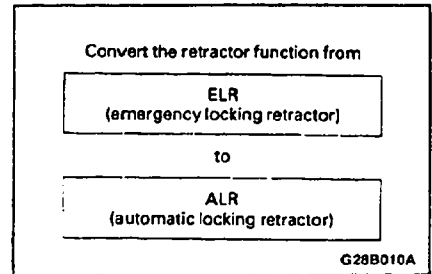 Convert the retractor function from
ELR
(emergency locking retractor)
to
ALR
(automatic locking retractor)
G28B010A